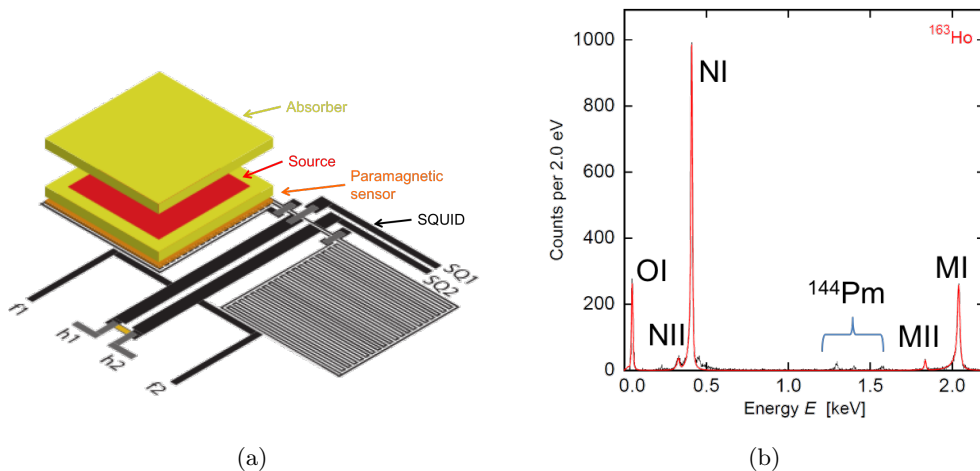 Absorber
Source
Paramagnetic
sensor
SQUID
SQ1
SQ2
f1
h1
h2
f2
(a)
¹⁶³Ho
1000
800
600
400
200
0
Counts per 2.0 eV
NI
OI
NII
¹⁴⁴Pm
MII
MI
0.0 0.5 1.0 1.5 2.0
Energy E [keV]
(b)